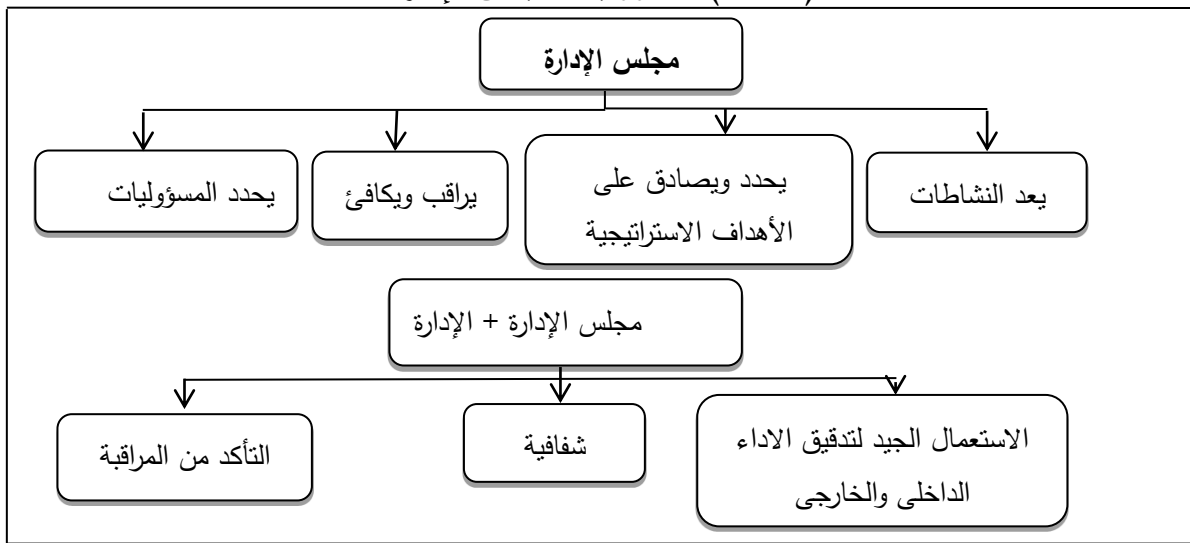 مجلس الإدارة
يعد النشاطات
يحدد ويصادق على
الأهداف الاستراتيجية
يراقب ويكافئ
يحدد المسؤوليات
مجلس الإدارة + الإدارة
الاستعمال الجيد لتدقيق الاداء
الداخلى والخارجى
شفافية
التأكد من المراقبة